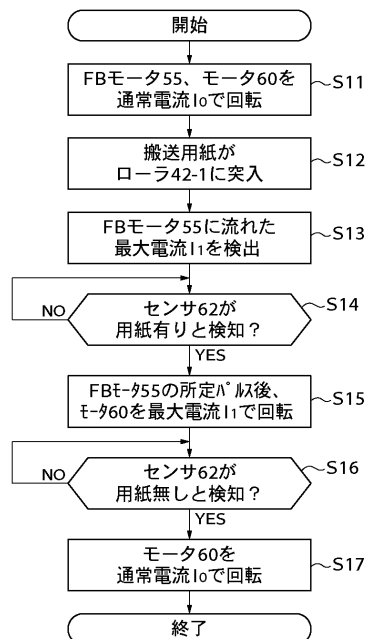 開始
FBモータ55、モータ60を
通常電流I₀で回転
S11
搬送用紙が
ローラ42-1に突入
S12
FBモータ55に流れた
最大電流I₁を検出
S13
センサ62が
用紙有りと検知？
S14
NO
YES
FBﾓｰﾀ55の所定ﾊﾟﾙｽ後、
ﾓｰﾀ60を最大電流I₁で回転
S15
センサ62が
用紙無しと検知？
S16
NO
YES
モータ60を
通常電流I₀で回転
S17
終了